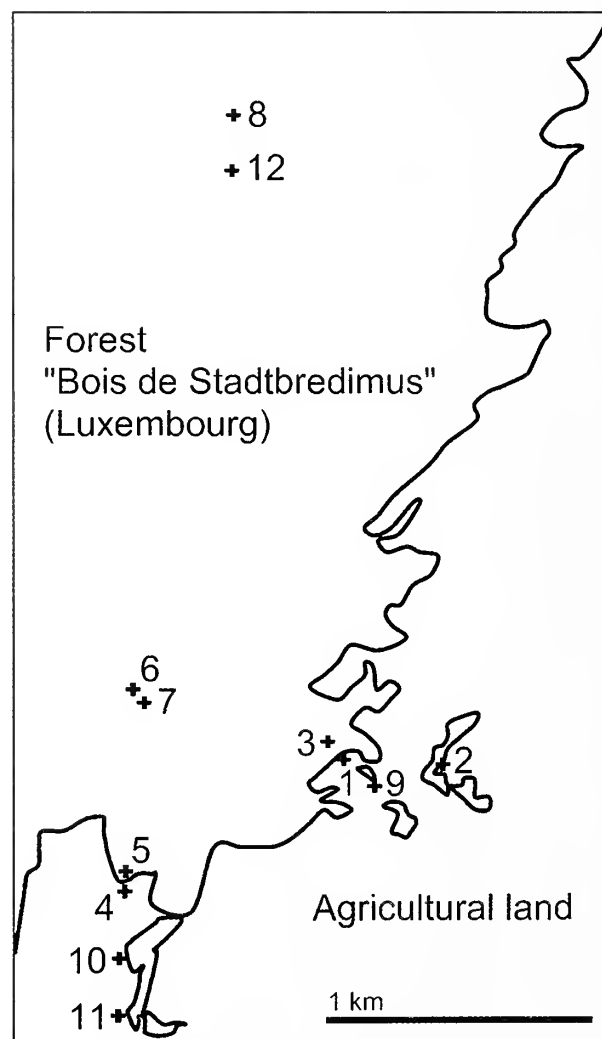 8
12
Forest
"Bois de Stadtbredimus"
(Luxembourg)
6
7
3
2
1
9
5
4
Agricultural land
10
1 km
11